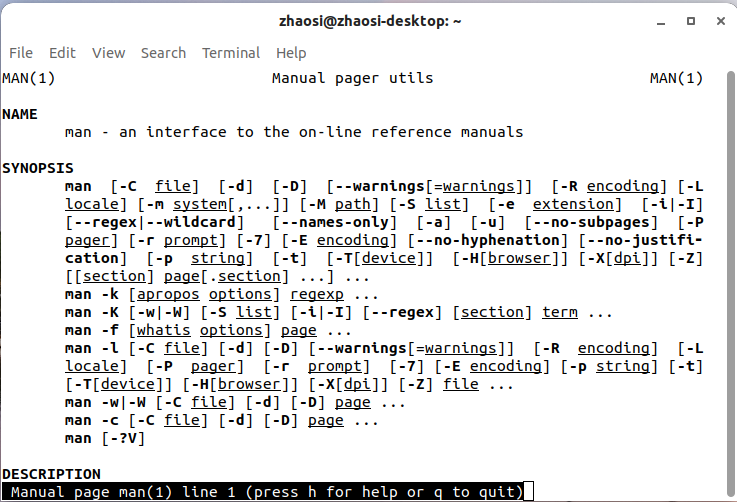 zhaosi@zhaosi-desktop: ~
File Edit View Search Terminal Help
MAN(1) Manual pager utils MAN(1)
NAME
man - an interface to the on-line reference manuals
SYNOPSIS
man [-C file] [-d] [-D] [--warnings[=warnings]] [-R encoding] [-L
locale] [-m system[,...]] [-M path] [-S list] [-e extension] [-i|-I]
[--regex|--wildcard] [--names-only] [-a] [-u] [--no-subpages] [-P
pager] [-r prompt] [-7] [-E encoding] [--no-hyphenation] [--no-justifi-
cation] [-p string] [-t] [-T[device]] [-H[browser]] [-X[dpi]] [-Z]
[[section] page[.section] ...] ...
man -k [apropos options] regexp ...
man -K [-w|-W] [-S list] [-i|-I] [--regex] [section] term ...
man -f [whatis options] page ...
man -l [-C file] [-d] [-D] [--warnings[=warnings]] [-R encoding] [-L
locale] [-P pager] [-r prompt] [-7] [-E encoding] [-p string] [-t]
[-T[device]] [-H[browser]] [-X[dpi]] [-Z] file ...
man -w|-W [-C file] [-d] [-D] page ...
man -c [-C file] [-d] [-D] page ...
man [-?V]
DESCRIPTION
Manual page man(1) line 1 (press h for help or q to quit)